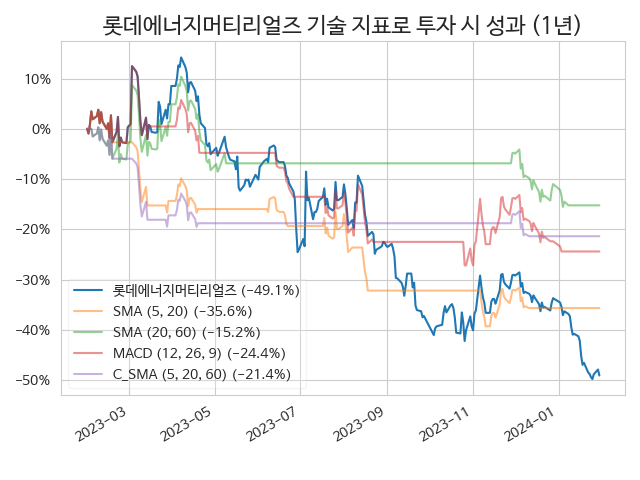 롯데에너지머티리얼즈 기술 지표로 투자 시 성과 (1년)
10%
0%
−10%
−20%
−30%
−40%
−50%
롯데에너지머티리얼즈 (−49.1%)
SMA (5, 20) (−35.6%)
SMA (20, 60) (−15.2%)
MACD (12, 26, 9) (−24.4%)
C_SMA (5, 20, 60) (−21.4%)
2023−03
2023−05
2023−07
2023−09
2023−11
2024−01